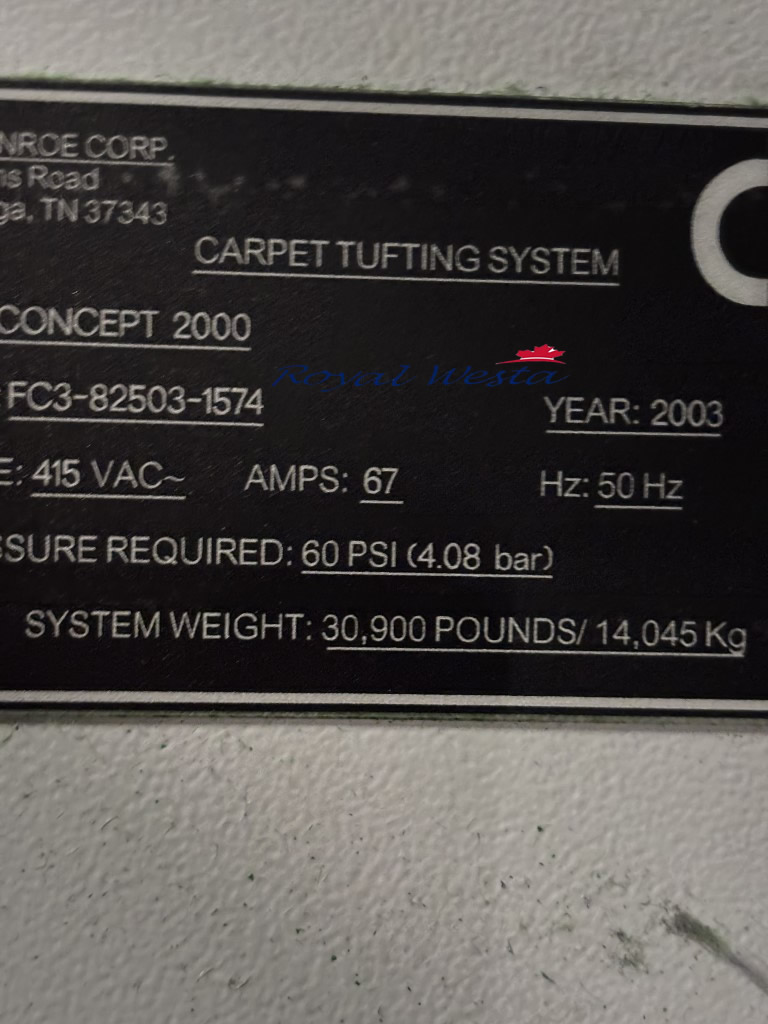 NROE CORP.
ns Road
ga, TN 37343
CARPET TUFTING SYSTEM
CONCEPT 2000
Royal Westa
FC3-82503-1574
YEAR: 2003
E: 415 VAC~
AMPS: 67
Hz: 50 Hz
SSURE REQUIRED: 60 PSI (4.08 bar)
SYSTEM WEIGHT: 30,900 POUNDS/ 14,045 Kg